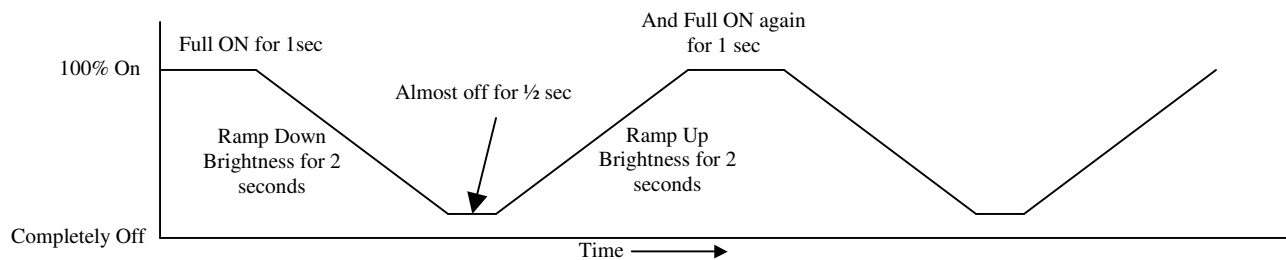 And Full ON again
for 1 sec
Full ON for 1sec
100% On
Almost off for ½ sec
Ramp Down
Brightness for 2
seconds
Ramp Up
Brightness for 2
seconds
Completely Off
Time